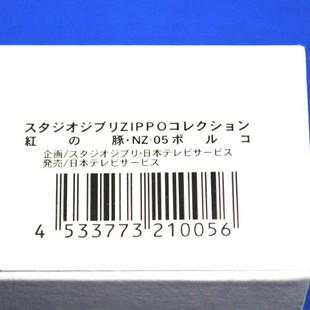 スタジオジブリZIPPOコレクション
紅の豚・NZ-05ポルコ
企画/スタジオジブリ・日本テレビサービス
発売/日本テレビサービス
4 533773 210056